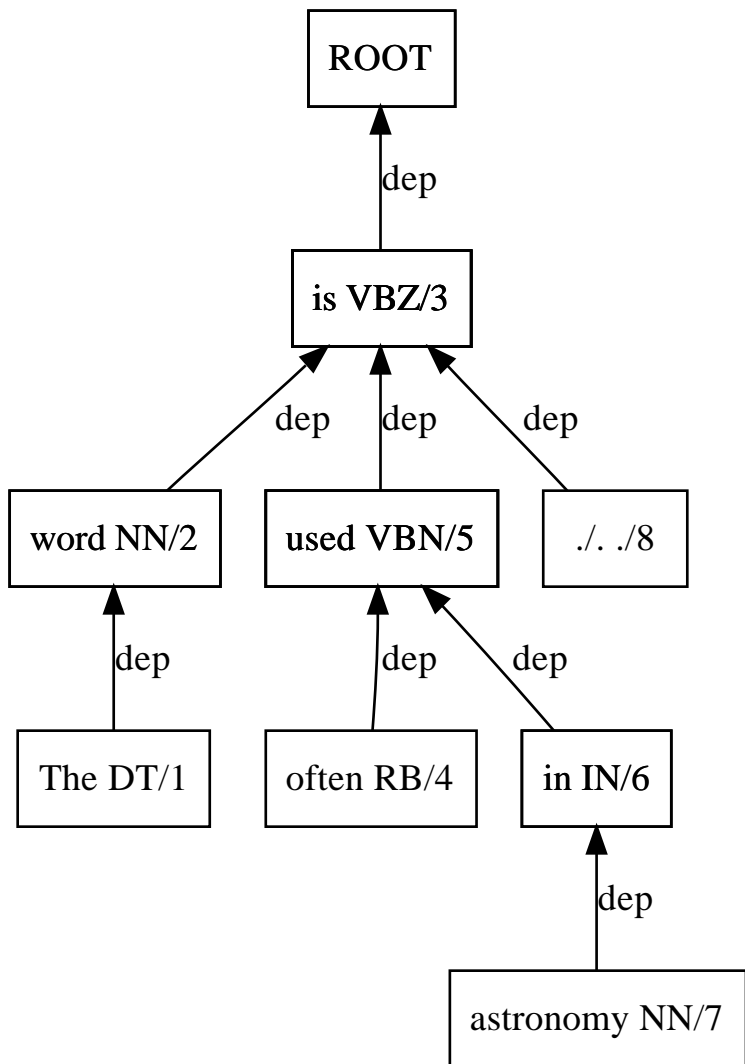 ROOT
dep
is VBZ/3
dep dep dep
word NN/2 used VBN/5 ./. ./8
dep dep dep
The DT/1 often RB/4 in IN/6
dep
astronomy NN/7